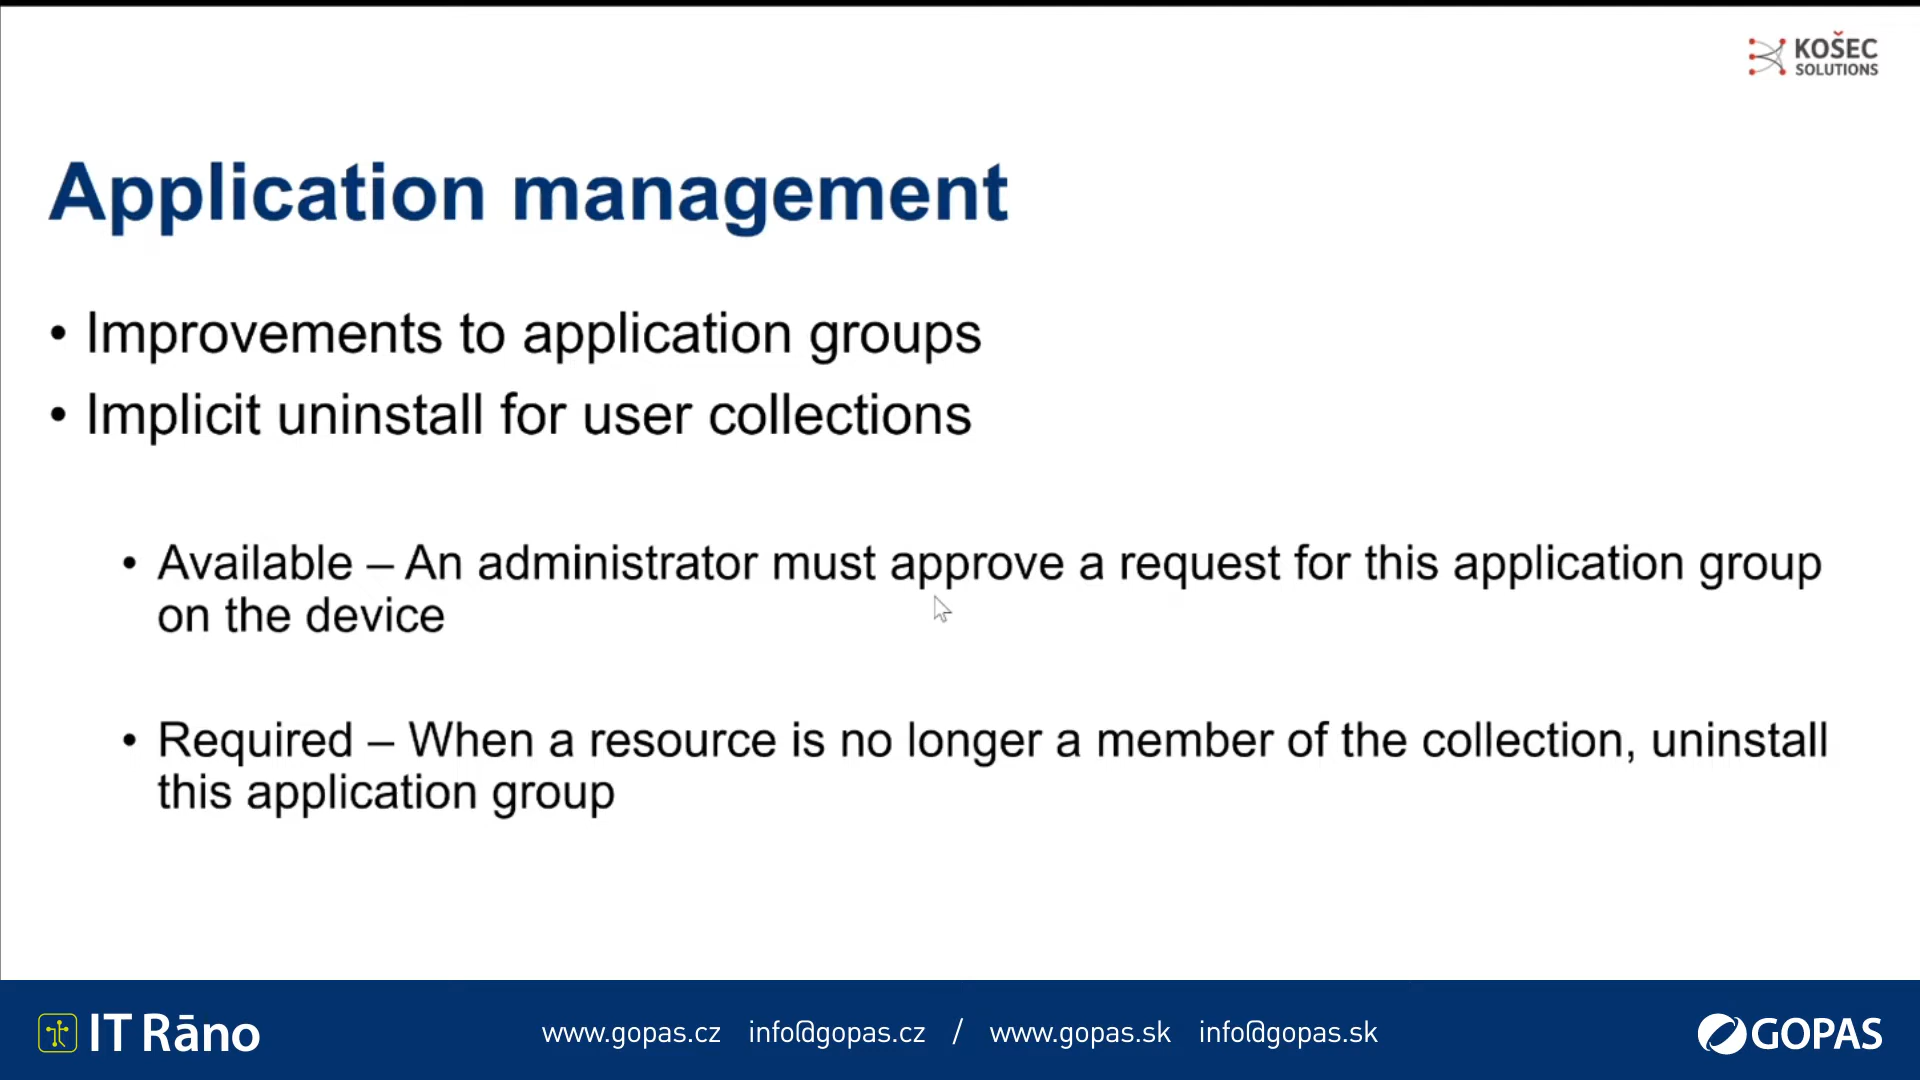 KOŠEC
SOLUTIONS
Application management
• Improvements to application groups
• Implicit uninstall for user collections
• Available – An administrator must approve a request for this application group
on the device
• Required – When a resource is no longer a member of the collection, uninstall
this application group
IT Rāno
www.gopas.cz info@gopas.cz / www.gopas.sk info@gopas.sk
GOPAS